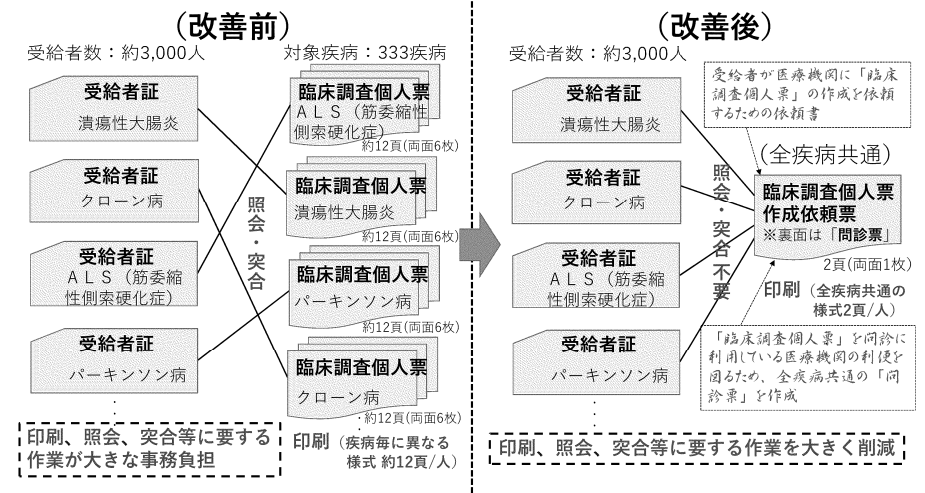 （改善前）
受給者数：約3,000人
対象疾病：333疾病
受給者証
潰瘍性大腸炎
受給者証
クローン病
受給者証
ＡＬＳ（筋委縮
性側索硬化症）
受給者証
パーキンソン病
照会・突合
臨床調査個人票
ＡＬＳ（筋委縮性
側索硬化症）
約12頁(両面6枚)
臨床調査個人票
潰瘍性大腸炎
約12頁(両面6枚)
臨床調査個人票
パーキンソン病
約12頁(両面6枚)
臨床調査個人票
クローン病
約12頁(両面6枚)
印刷（疾病毎に異なる
様式 約12頁/人）
印刷、照会、突合等に要する
作業が大きな事務負担
（改善後）
受給者数：約3,000人
受給者証
潰瘍性大腸炎
受給者証
クローン病
受給者証
ＡＬＳ（筋委縮
性側索硬化症）
受給者証
パーキンソン病
照会・突合 不要
受給者が医療機関に「臨床
調査個人票」の作成を依頼
するための依頼書
（全疾病共通）
臨床調査個人票
作成依頼票
※裏面は「問診票」
2頁(両面1枚)
印刷（全疾病共通の
様式2頁/人）
「臨床調査個人票」を問診に
利用している医療機関の利便を
図るため、全疾病共通の「問
診票」を作成
印刷、照会、突合等に要する作業を大きく削減